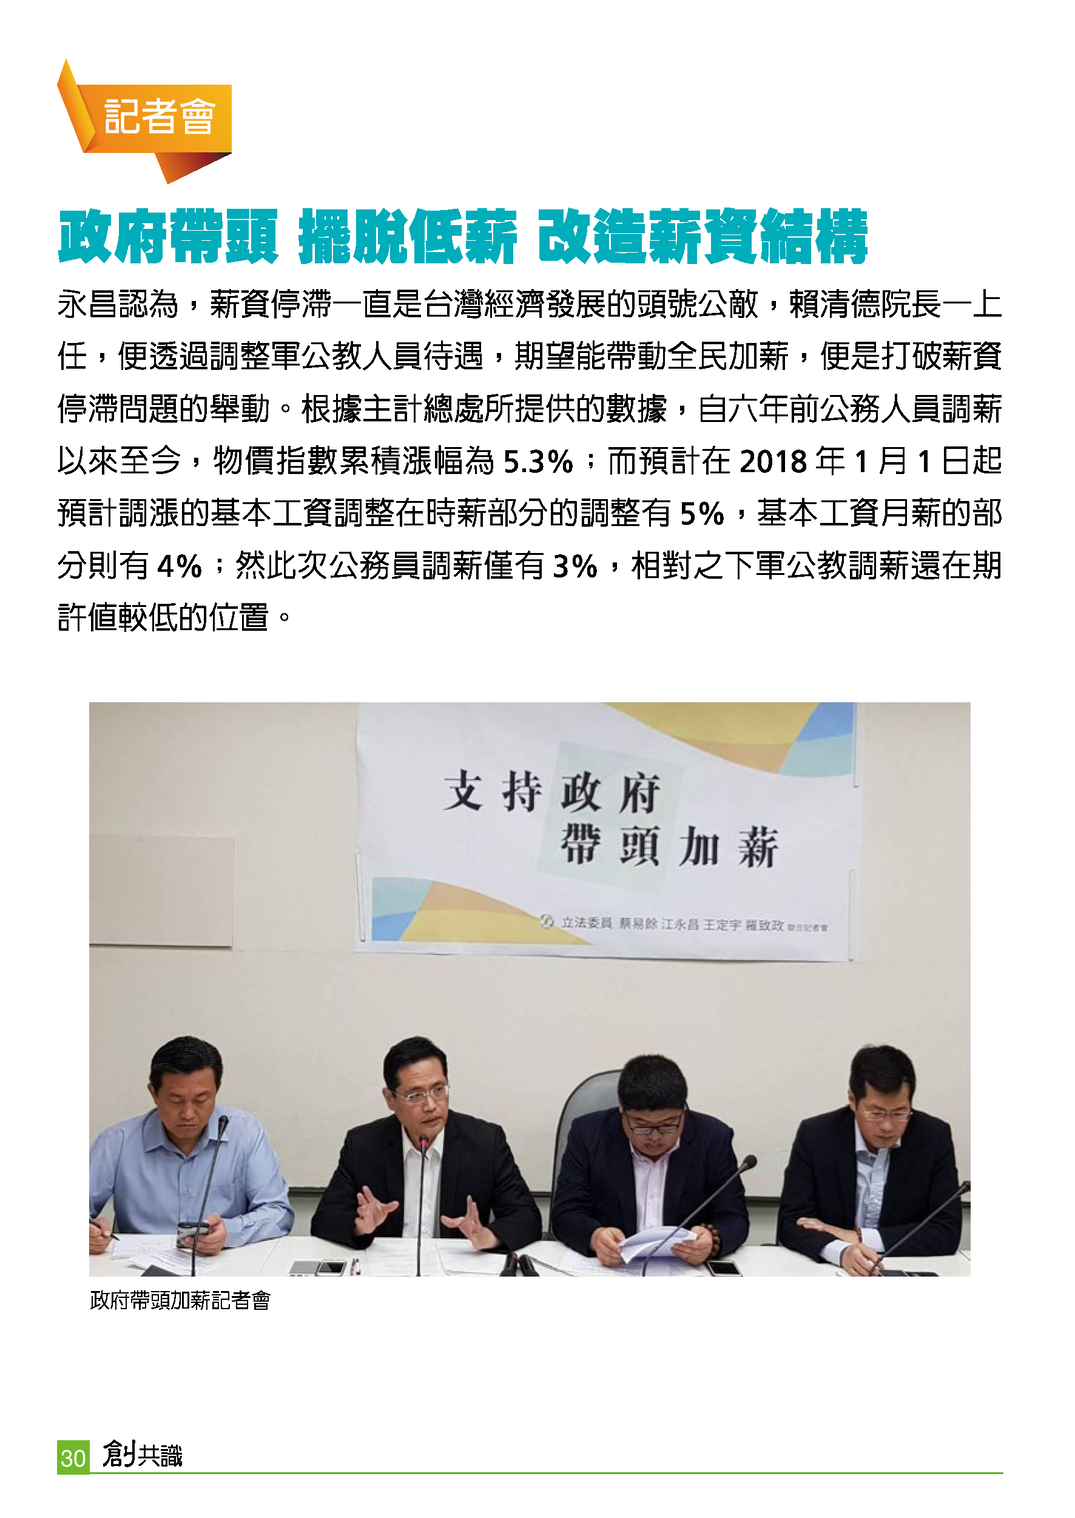 記者會
政府帶頭 擺脫低薪 改造薪資結構
永昌認為，薪資停滯一直是台灣經濟發展的頭號公敵，賴清德院長一上
任，便透過調整軍公教人員待遇，期望能帶動全民加薪，便是打破薪資
停滯問題的舉動。根據主計總處所提供的數據，自六年前公務人員調薪
以來至今，物價指數累積漲幅為 5.3%；而預計在 2018 年 1 月 1 日起
預計調漲的基本工資調整在時薪部分的調整有 5%，基本工資月薪的部
分則有 4%；然此次公務員調薪僅有 3%，相對之下軍公教調薪還在期
許值較低的位置。
支持政府
帶頭加薪
立法委員 蔡易餘 江永昌 王定宇 羅致政 聯合記者會
政府帶頭加薪記者會
30 創共識